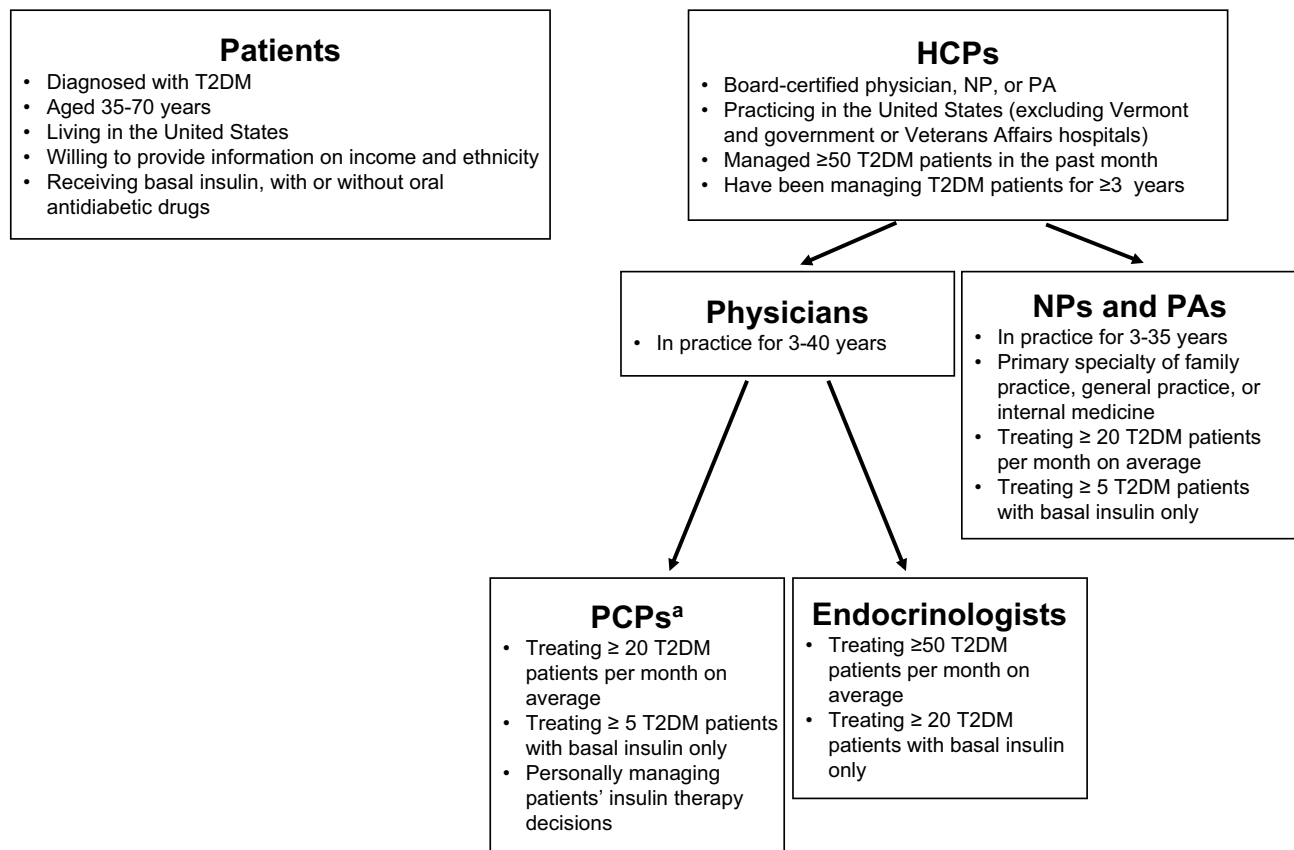 Patients
• Diagnosed with T2DM
• Aged 35-70 years
• Living in the United States
• Willing to provide information on income and ethnicity
• Receiving basal insulin, with or without oral
antidiabetic drugs
HCPs
• Board-certified physician, NP, or PA
• Practicing in the United States (excluding Vermont
and government or Veterans Affairs hospitals)
• Managed ≥50 T2DM patients in the past month
• Have been managing T2DM patients for ≥3 years
Physicians
• In practice for 3-40 years
NPs and PAs
• In practice for 3-35 years
• Primary specialty of family
practice, general practice, or
internal medicine
• Treating ≥ 20 T2DM patients
per month on average
• Treating ≥ 5 T2DM patients
with basal insulin only
PCPsᵃ
• Treating ≥ 20 T2DM
patients per month on
average
• Treating ≥ 5 T2DM patients
with basal insulin only
• Personally managing
patients’ insulin therapy
decisions
Endocrinologists
• Treating ≥50 T2DM
patients per month on
average
• Treating ≥ 20 T2DM
patients with basal insulin
only